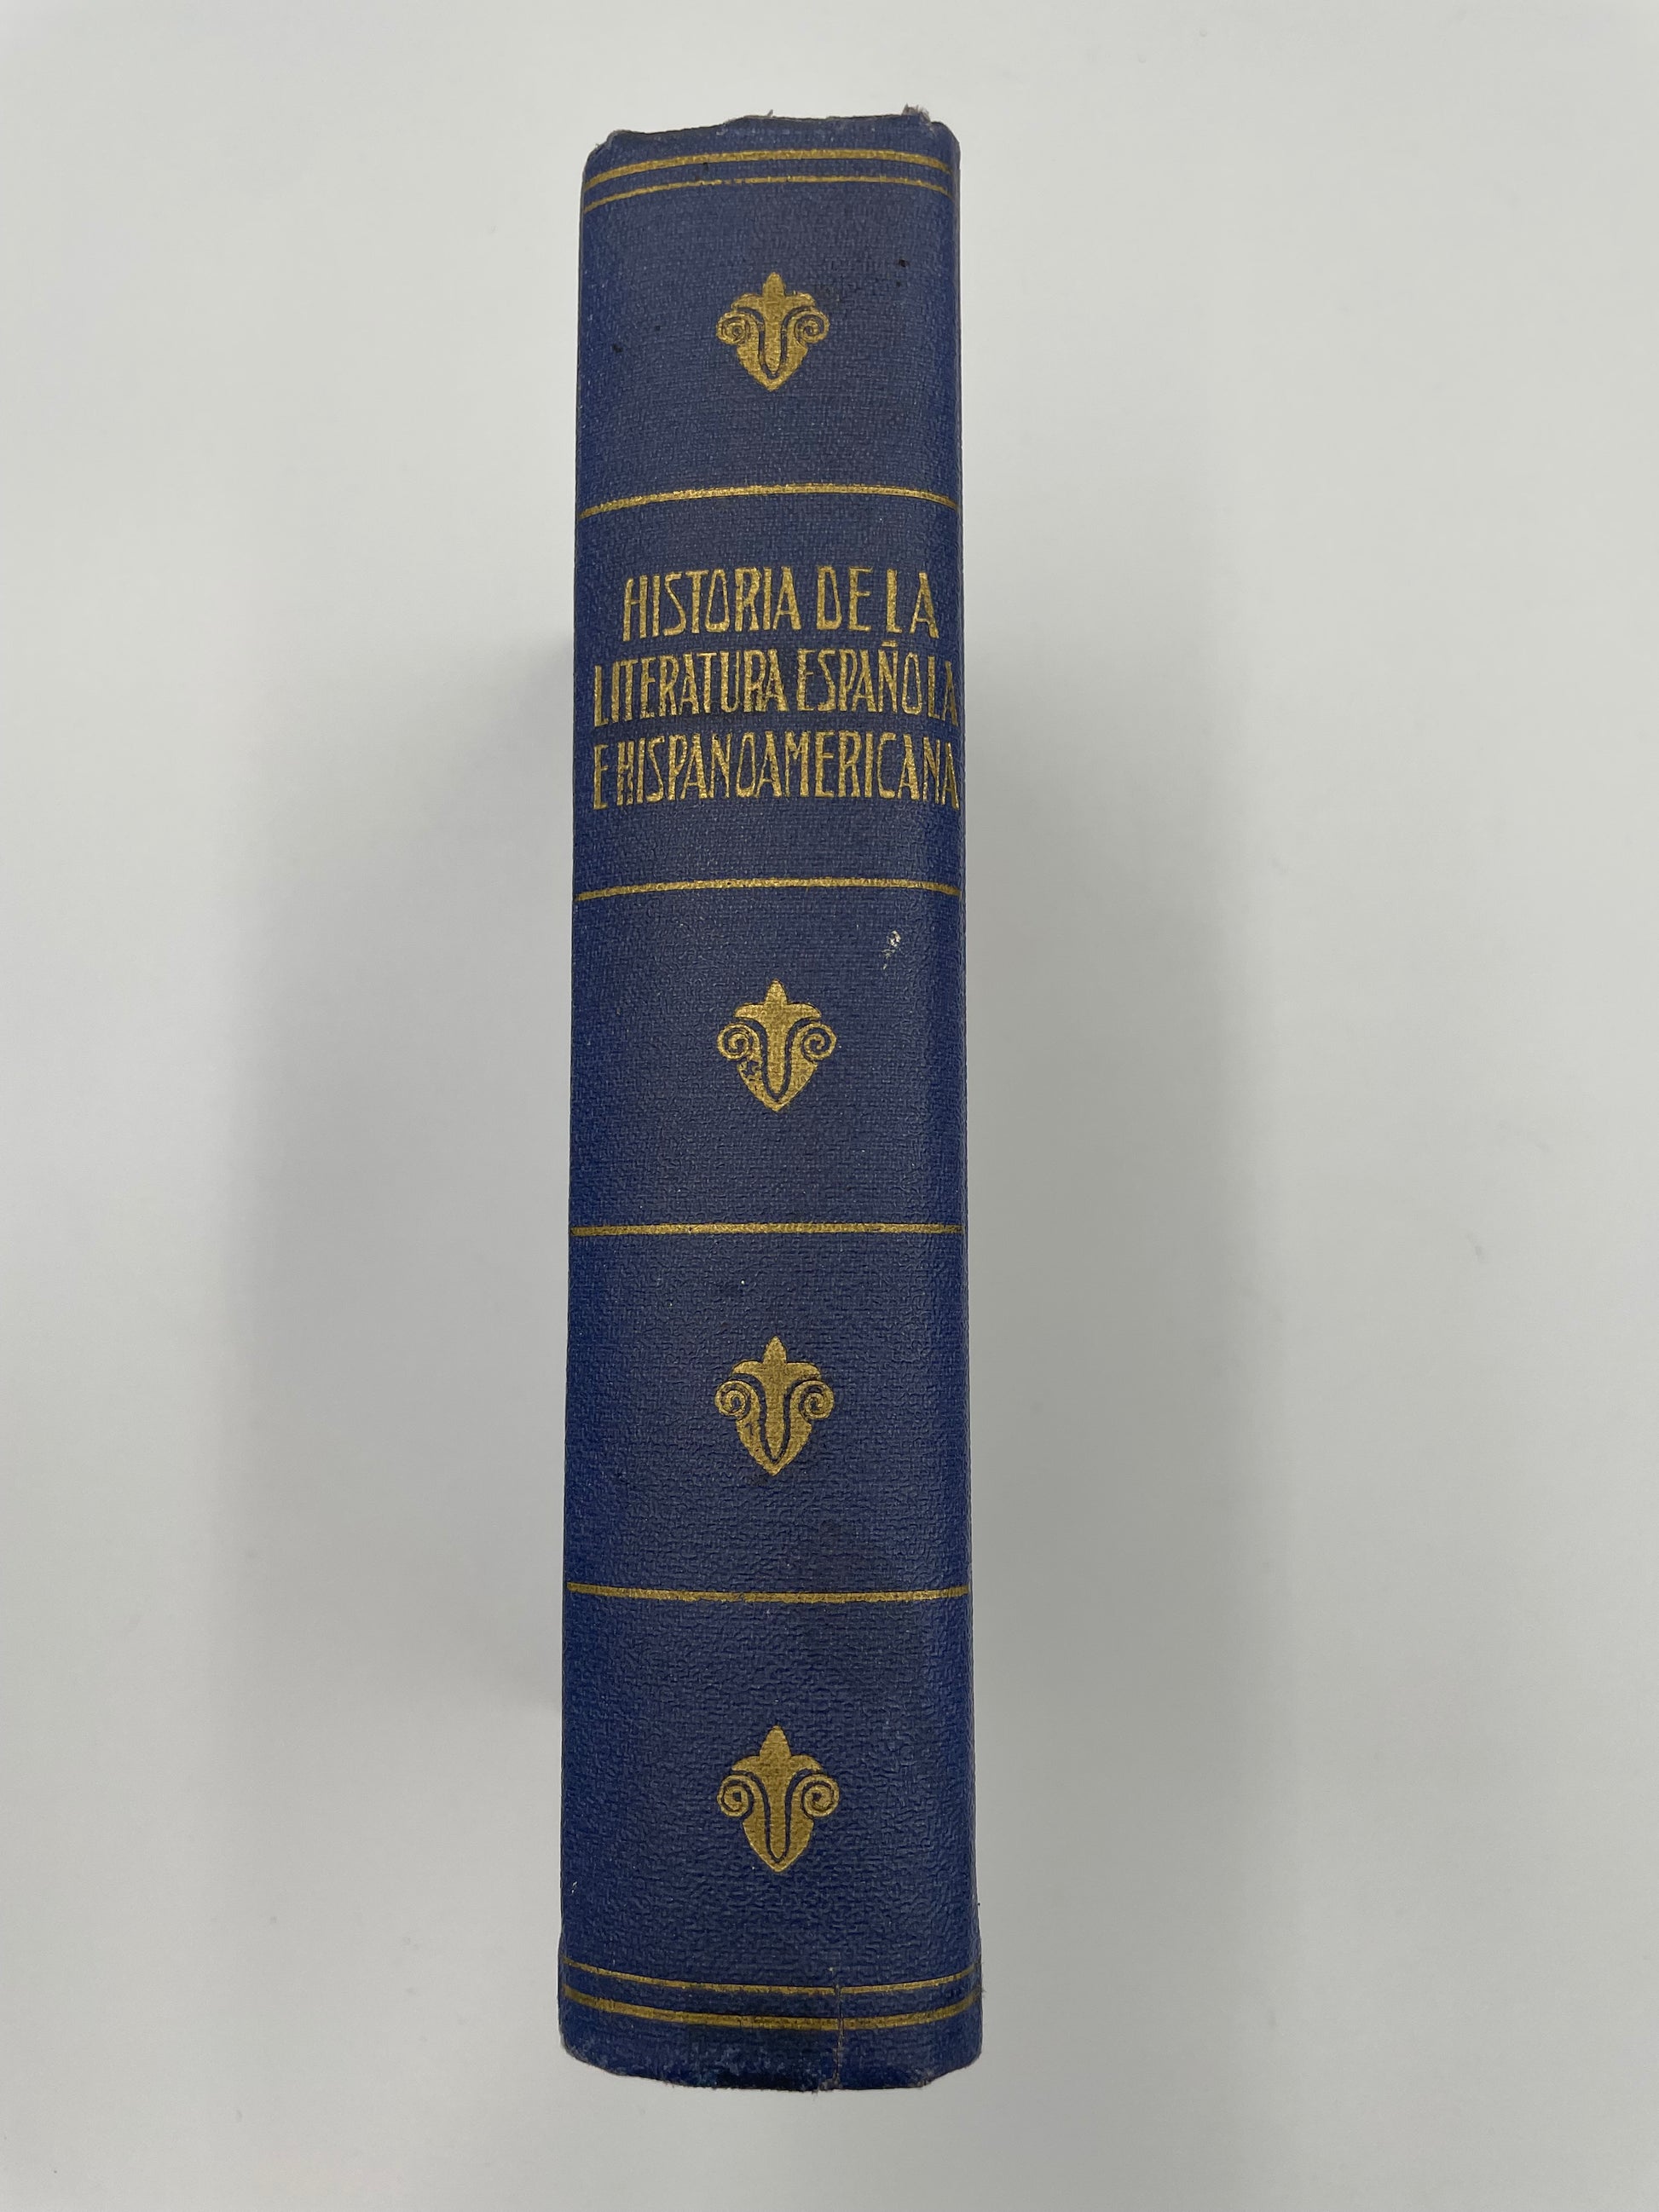 HISTORIA DE LA
LITERATURA ESPAÑOLA
E HISPANOAMERICANA